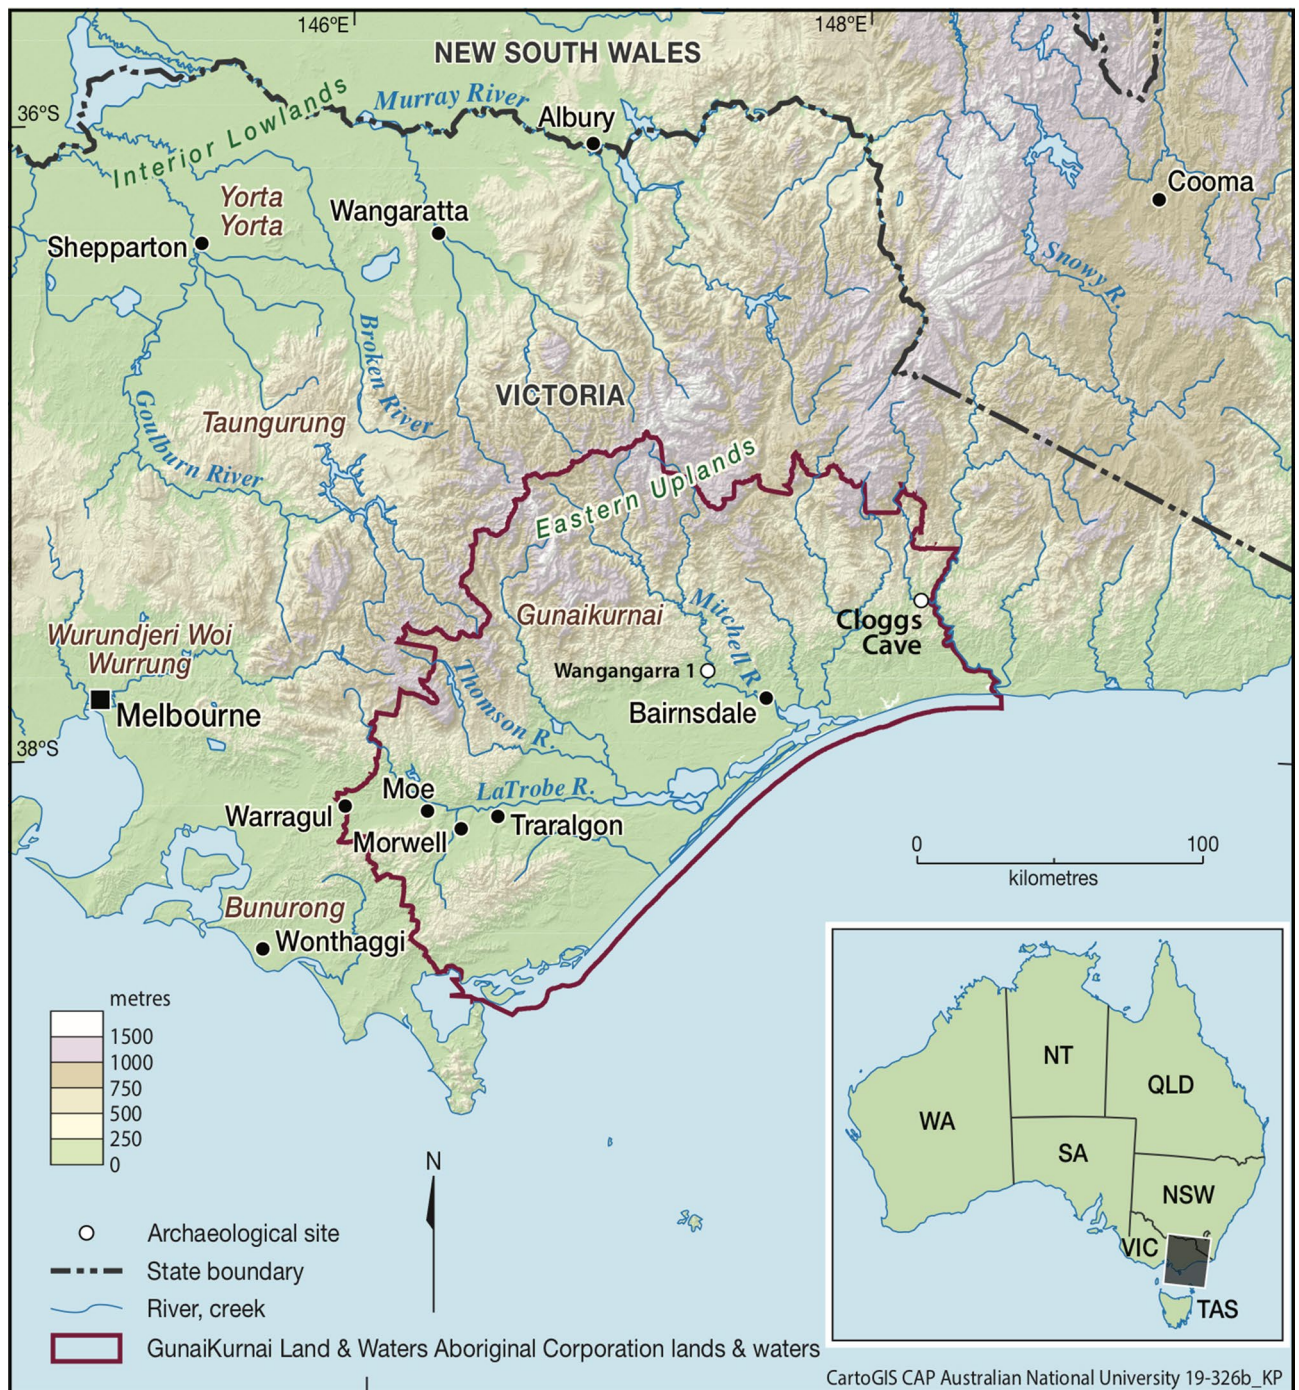 146°E
148°E
NEW SOUTH WALES
36°S
Murray River
Interior Lowlands
Albury
Cooma
Yorta
Yorta
Wangaratta
Shepparton
Snowy R.
Broken River
VICTORIA
Goulburn River
Taungurung
Eastern Uplands
Gunaikurnai
Mitchell R.
Cloggs
Cave
Wurundjeri Woi
Wurrung
Wangangarra 1
Thomson R.
Melbourne
Bairnsdale
38°S
Moe
LaTrobe R.
Warragul
Morwell
Traralgon
0 100
kilometres
Bunurong
Wonthaggi
metres
1500
1000
750
500
250
0
N
Archaeological site
State boundary
River, creek
GunaiKurnai Land & Waters Aboriginal Corporation lands & waters
NT
QLD
WA
SA
NSW
VIC
TAS
CartoGIS CAP Australian National University 19-326b_KP